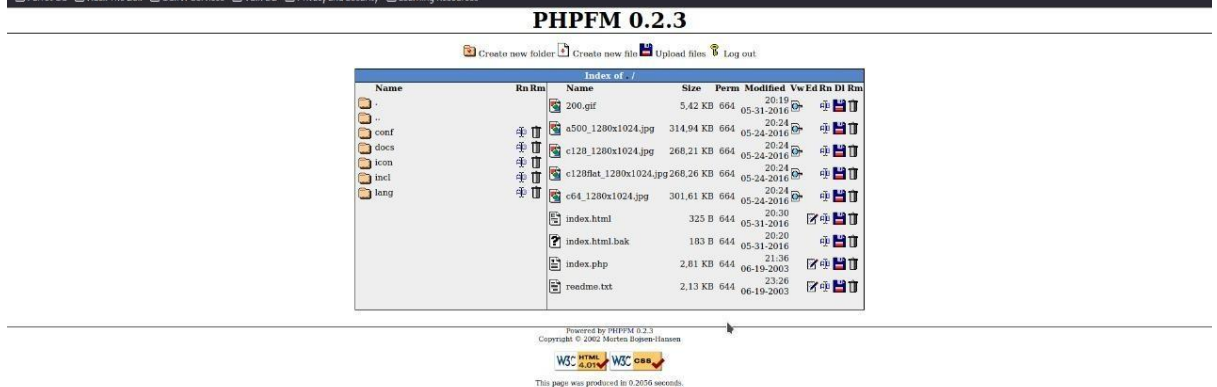 PHPFM 0.2.3
Create new folder Create new file Upload files Log out
Index of ./
Name Rn Rm Name Size Perm Modified Vw Ed Rn Dl Rm
.
..
conf
docs
icon
incl
lang
200.gif 5,42 KB 664 20:19 05-31-2016
a500_1280x1024.jpg 314,94 KB 664 20:24 05-24-2016
c128_1280x1024.jpg 268,21 KB 664 20:24 05-24-2016
c128flat_1280x1024.jpg 268,26 KB 664 20:24 05-24-2016
c64_1280x1024.jpg 301,61 KB 664 20:24 05-24-2016
index.html 325 B 644 20:30 05-31-2016
index.html.bak 183 B 644 20:20 05-31-2016
index.php 2,81 KB 644 21:36 06-19-2003
readme.txt 2,13 KB 644 23:26 06-19-2003
Powered by PHPFM 0.2.3
Copyright © 2002 Morten Bojsen-Hansen
W3C HTML 4.01 W3C CSS
This page was produced in 0.2056 seconds.